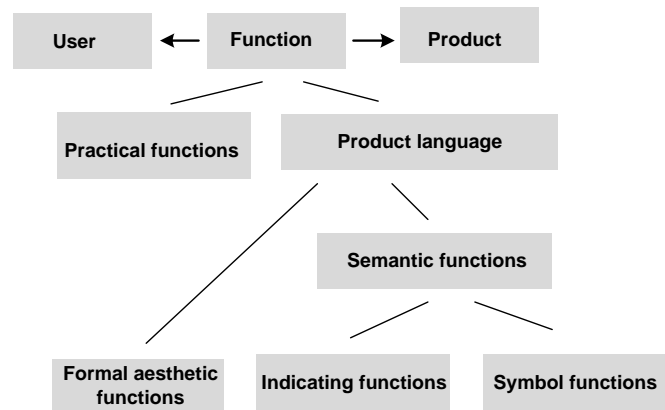 User
Function
Product
Practical functions
Product language
Semantic functions
Formal aesthetic
functions
Indicating functions
Symbol functions